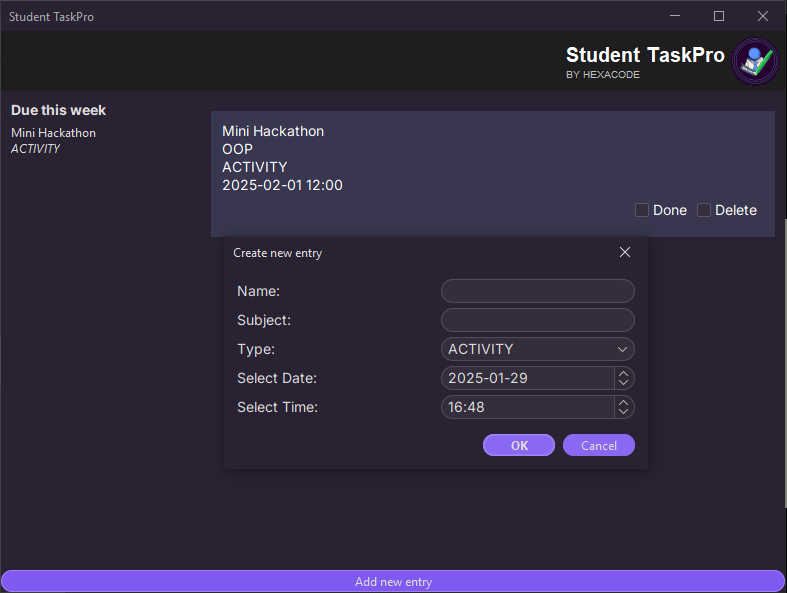 Student TaskPro
Student TaskPro
BY HEXACODE
Due this week
Mini Hackathon
ACTIVITY
Mini Hackathon
OOP
ACTIVITY
2025-02-01 12:00
Done Delete
Create new entry
Name:
Subject:
Type: ACTIVITY
Select Date: 2025-01-29
Select Time: 16:48
OK Cancel
Add new entry